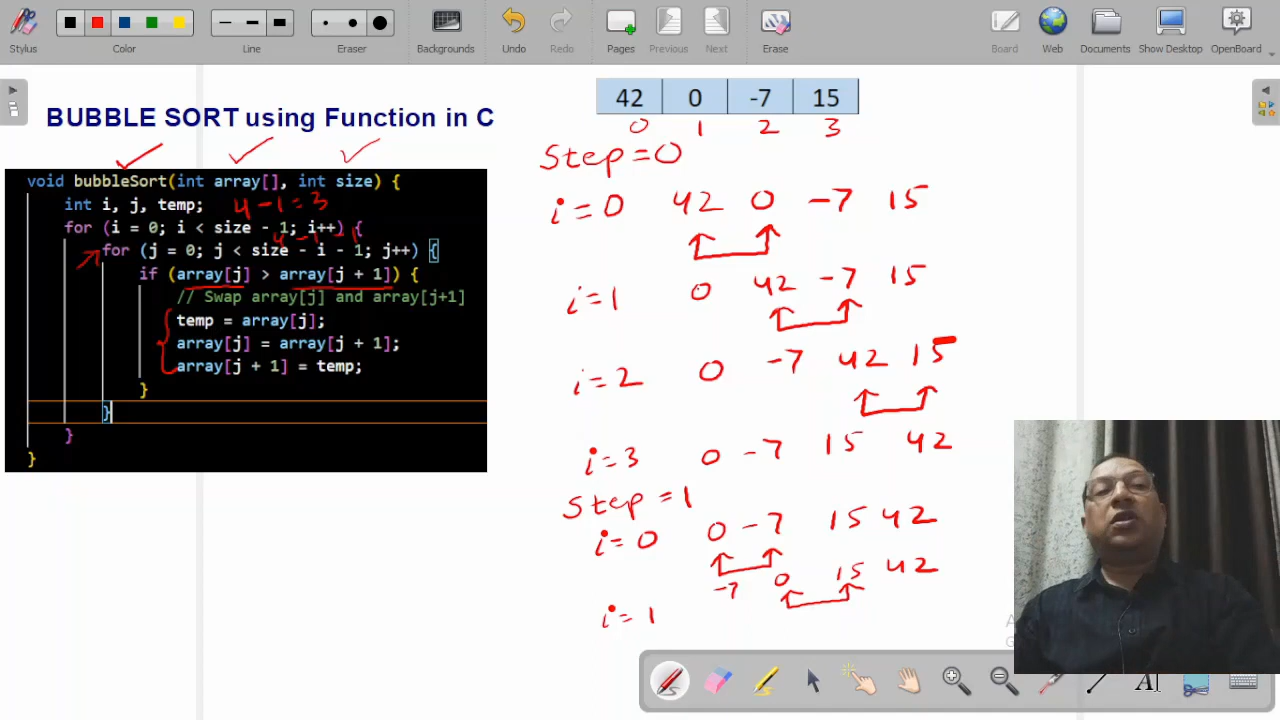 Stylus Color Line Eraser Backgrounds Undo Redo Pages Previous Next Erase Board Web Documents Show Desktop OpenBoard
BUBBLE SORT using Function in C
void bubbleSort(int array[], int size) {
int i, j, temp; 4-1=3
for (i = 0; i < size - 1; i++) {
4-1-1
for (j = 0; j < size - i - 1; j++) {
if (array[j] > array[j + 1]) {
// Swap array[j] and array[j+1]
temp = array[j];
array[j] = array[j + 1];
array[j + 1] = temp;
}
}
}
}
42 0 -7 15
0 1 2 3
Step=0
i=0 42 0 -7 15
i=1 0 42 -7 15
i=2 0 -7 42 15
i=3 0 -7 15 42
Step=1
i=0 0 -7 15 42
-7 0 15 42
i=1
AI